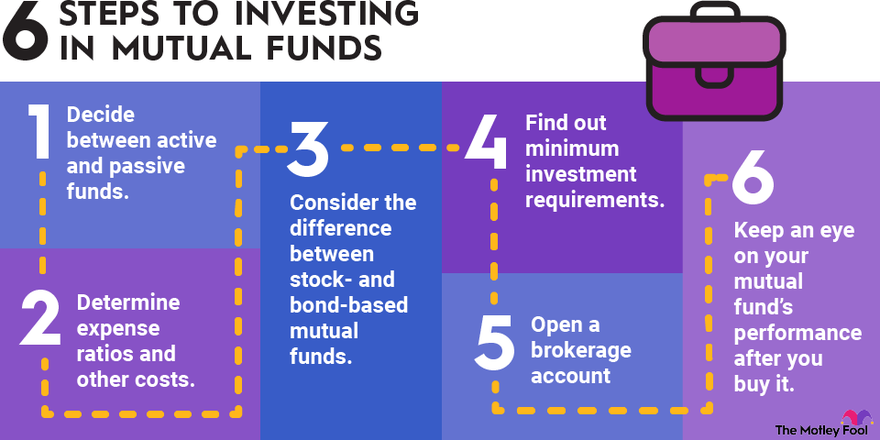 6 STEPS TO INVESTING
IN MUTUAL FUNDS
1
Decide
between active
and passive
funds.
2
Determine
expense
ratios and
other costs.
3
Consider the
difference
between
stock- and
bond-based
mutual
funds.
4
Find out
minimum
investment
requirements.
5
Open a
brokerage
account
6
Keep an eye
on your
mutual
fund's
performance
after you
buy it.
The Motley Fool